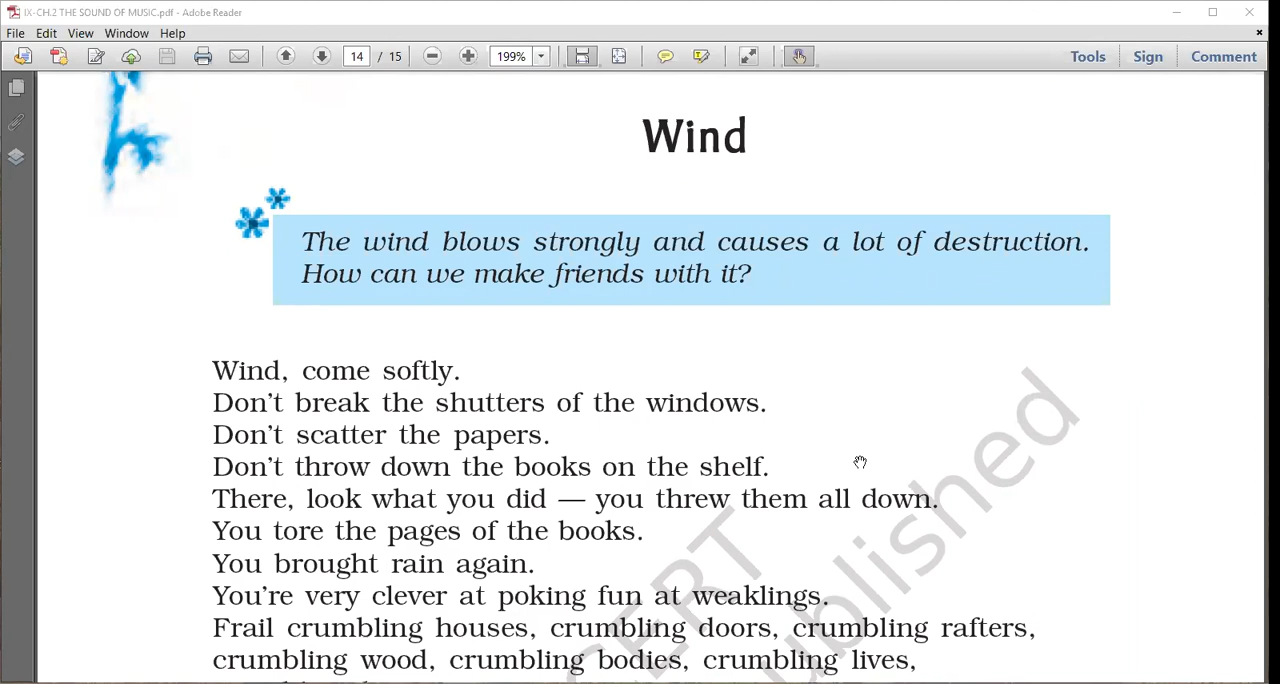 IX-CH.2 THE SOUND OF MUSIC.pdf - Adobe Reader
File Edit View Window Help
14 / 15 199% Tools Sign Comment
Wind
The wind blows strongly and causes a lot of destruction.
How can we make friends with it?
Wind, come softly.
Don't break the shutters of the windows.
Don't scatter the papers.
Don't throw down the books on the shelf.
There, look what you did — you threw them all down.
You tore the pages of the books.
You brought rain again.
You're very clever at poking fun at weaklings.
Frail crumbling houses, crumbling doors, crumbling rafters,
crumbling wood, crumbling bodies, crumbling lives,